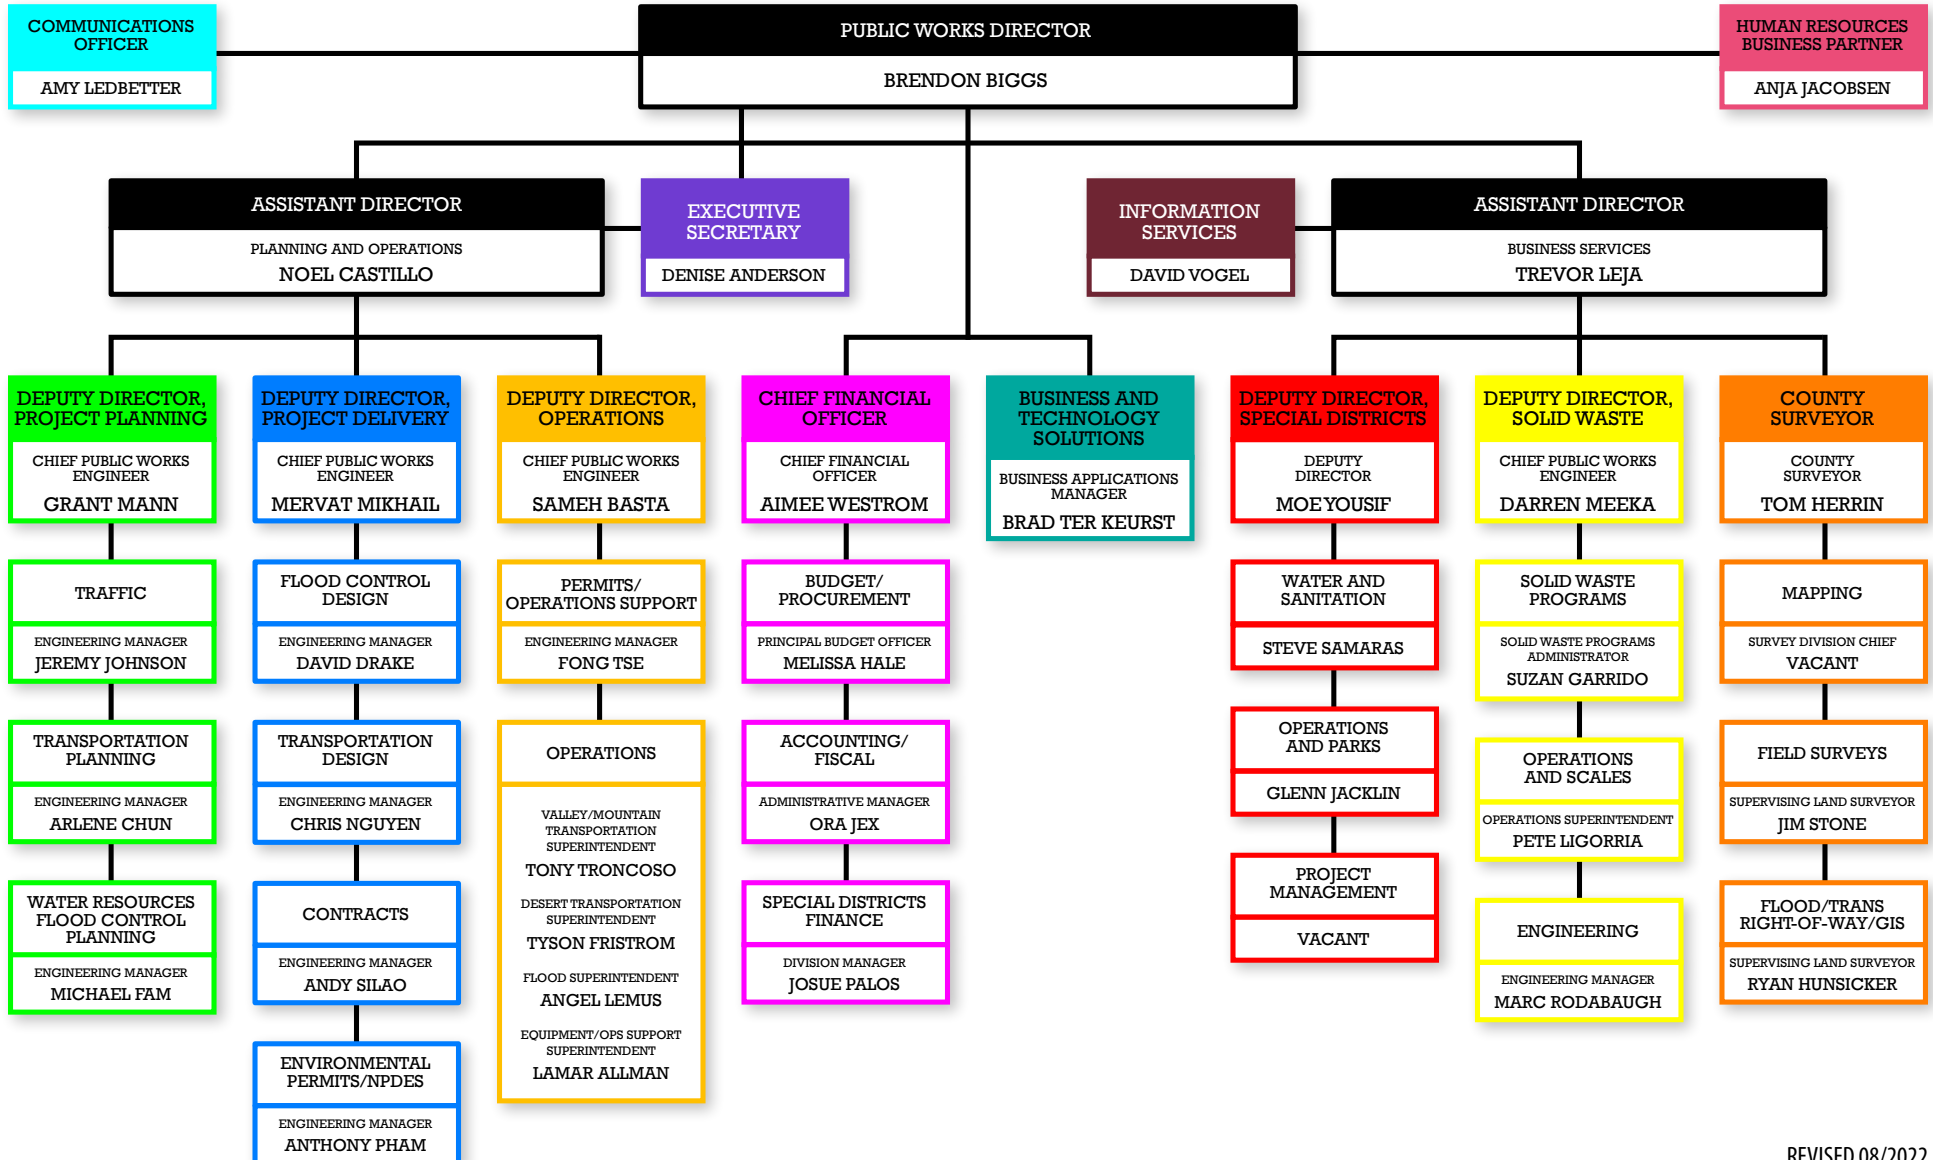 COMMUNICATIONS
OFFICER
AMY LEDBETTER
PUBLIC WORKS DIRECTOR
BRENDON BIGGS
HUMAN RESOURCES
BUSINESS PARTNER
ANJA JACOBSEN
ASSISTANT DIRECTOR
PLANNING AND OPERATIONS
NOEL CASTILLO
EXECUTIVE
SECRETARY
DENISE ANDERSON
INFORMATION
SERVICES
DAVID VOGEL
ASSISTANT DIRECTOR
BUSINESS SERVICES
TREVOR LEJA
DEPUTY DIRECTOR,
PROJECT PLANNING
CHIEF PUBLIC WORKS
ENGINEER
GRANT MANN
TRAFFIC
ENGINEERING MANAGER
JEREMY JOHNSON
TRANSPORTATION
PLANNING
ENGINEERING MANAGER
ARLENE CHUN
WATER RESOURCES
FLOOD CONTROL
PLANNING
ENGINEERING MANAGER
MICHAEL FAM
DEPUTY DIRECTOR,
PROJECT DELIVERY
CHIEF PUBLIC WORKS
ENGINEER
MERVAT MIKHAIL
FLOOD CONTROL
DESIGN
ENGINEERING MANAGER
DAVID DRAKE
TRANSPORTATION
DESIGN
ENGINEERING MANAGER
CHRIS NGUYEN
CONTRACTS
ENGINEERING MANAGER
ANDY SILAO
ENVIRONMENTAL
PERMITS/NPDES
ENGINEERING MANAGER
ANTHONY PHAM
DEPUTY DIRECTOR,
OPERATIONS
CHIEF PUBLIC WORKS
ENGINEER
SAMEH BASTA
PERMITS/
OPERATIONS SUPPORT
ENGINEERING MANAGER
FONG TSE
OPERATIONS
VALLEY/MOUNTAIN
TRANSPORTATION
SUPERINTENDENT
TONY TRONCOSO
DESERT TRANSPORTATION
SUPERINTENDENT
TYSON FRISTROM
FLOOD SUPERINTENDENT
ANGEL LEMUS
EQUIPMENT/OPS SUPPORT
SUPERINTENDENT
LAMAR ALLMAN
CHIEF FINANCIAL
OFFICER
CHIEF FINANCIAL
OFFICER
AIMEE WESTROM
BUDGET/
PROCUREMENT
PRINCIPAL BUDGET OFFICER
MELISSA HALE
ACCOUNTING/
FISCAL
ADMINISTRATIVE MANAGER
ORA JEX
SPECIAL DISTRICTS
FINANCE
DIVISION MANAGER
JOSUE PALOS
BUSINESS AND
TECHNOLOGY
SOLUTIONS
BUSINESS APPLICATIONS
MANAGER
BRAD TER KEURST
DEPUTY DIRECTOR,
SPECIAL DISTRICTS
DEPUTY
DIRECTOR
MOE YOUSIF
WATER AND
SANITATION
STEVE SAMARAS
OPERATIONS
AND PARKS
GLENN JACKLIN
PROJECT
MANAGEMENT
VACANT
DEPUTY DIRECTOR,
SOLID WASTE
CHIEF PUBLIC WORKS
ENGINEER
DARREN MEEKA
SOLID WASTE
PROGRAMS
SOLID WASTE PROGRAMS
ADMINISTRATOR
SUZAN GARRIDO
OPERATIONS
AND SCALES
OPERATIONS SUPERINTENDENT
PETE LIGORRIA
ENGINEERING
ENGINEERING MANAGER
MARC RODABAUGH
COUNTY
SURVEYOR
COUNTY
SURVEYOR
TOM HERRIN
MAPPING
SURVEY DIVISION CHIEF
VACANT
FIELD SURVEYS
SUPERVISING LAND SURVEYOR
JIM STONE
FLOOD/TRANS
RIGHT-OF-WAY/GIS
SUPERVISING LAND SURVEYOR
RYAN HUNSICKER
REVISED 08/2022